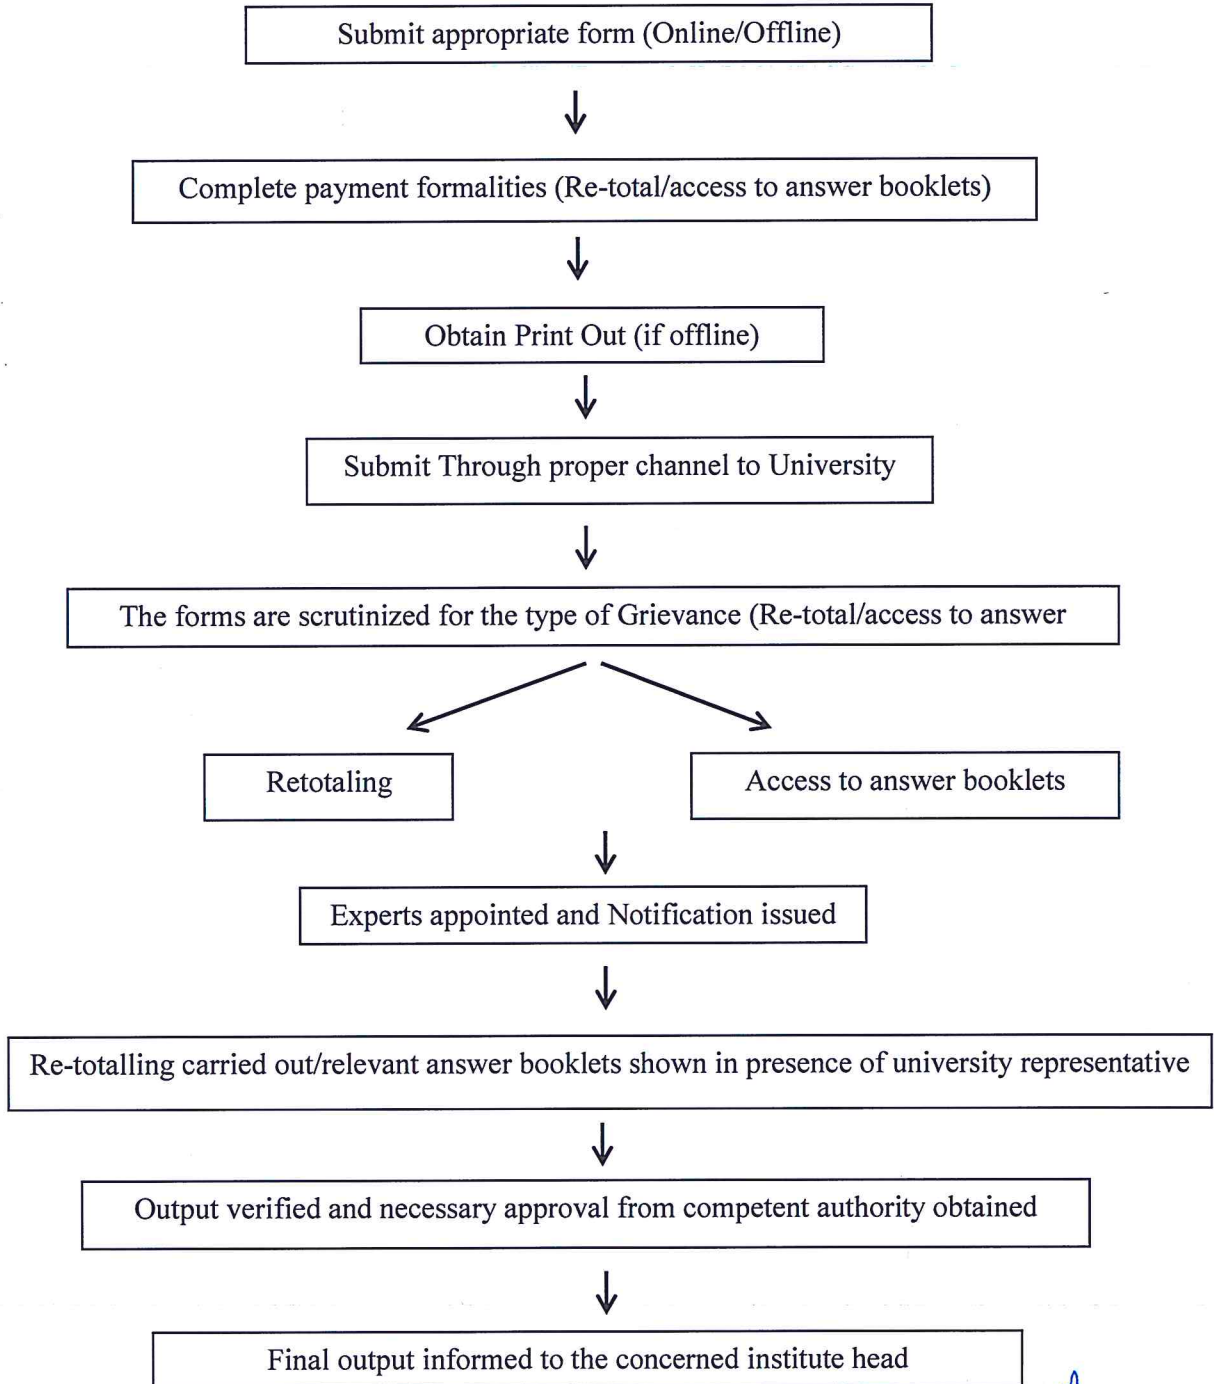 Submit appropriate form (Online/Offline)
Complete payment formalities (Re-total/access to answer booklets)
Obtain Print Out (if offline)
Submit Through proper channel to University
The forms are scrutinized for the type of Grievance (Re-total/access to answer
Retotaling
Access to answer booklets
Experts appointed and Notification issued
Re-totalling carried out/relevant answer booklets shown in presence of university representative
Output verified and necessary approval from competent authority obtained
Final output informed to the concerned institute head